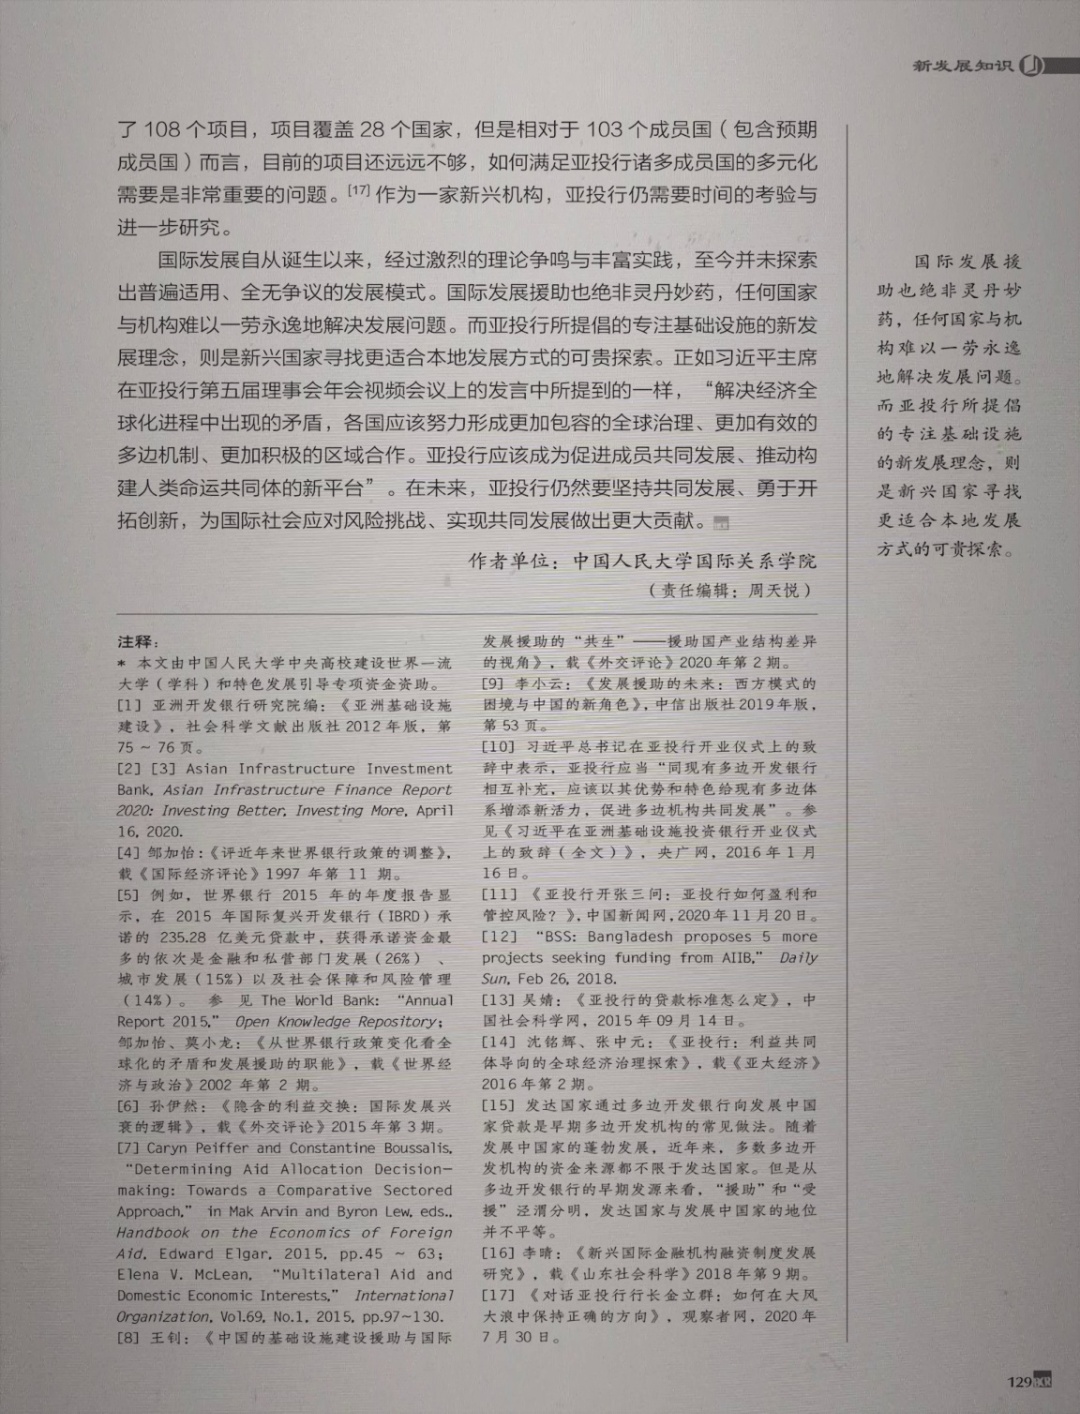 新发展知识
了 108 个项目，项目覆盖 28 个国家，但是相对于 103 个成员国（包含预期
成员国）而言，目前的项目还远远不够，如何满足亚投行诸多成员国的多元化
需要是非常重要的问题。[17] 作为一家新兴机构，亚投行仍需要时间的考验与
进一步研究。
国际发展自从诞生以来，经过激烈的理论争鸣与丰富实践，至今并未探索
出普遍适用、全无争议的发展模式。国际发展援助也绝非灵丹妙药，任何国家
与机构难以一劳永逸地解决发展问题。而亚投行所提倡的专注基础设施的新发
展理念，则是新兴国家寻找更适合本地发展方式的可贵探索。正如习近平主席
在亚投行第五届理事会年会视频会议上的发言中所提到的一样，“解决经济全
球化进程中出现的矛盾，各国应该努力形成更加包容的全球治理、更加有效的
多边机制、更加积极的区域合作。亚投行应该成为促进成员共同发展、推动构
建人类命运共同体的新平台”。在未来，亚投行仍然要坚持共同发展、勇于开
拓创新，为国际社会应对风险挑战、实现共同发展做出更大贡献。
作者单位：中国人民大学国际关系学院
（责任编辑：周天悦）
国际发展援
助也绝非灵丹妙
药，任何国家与机
构难以一劳永逸
地解决发展问题。
而亚投行所提倡
的专注基础设施
的新发展理念，则
是新兴国家寻找
更适合本地发展
方式的可贵探索。
注释：
* 本文由中国人民大学中央高校建设世界一流
大学（学科）和特色发展引导专项资金资助。
[1] 亚洲开发银行研究院编：《亚洲基础设施
建设》，社会科学文献出版社 2012 年版，第
75 ~ 76 页。
[2] [3] Asian Infrastructure Investment
Bank, Asian Infrastructure Finance Report
2020: Investing Better, Investing More, April
16, 2020.
[4] 邹加怡：《评近年来世界银行政策的调整》，
载《国际经济评论》1997 年第 11 期。
[5] 例如，世界银行 2015 年的年度报告显
示，在 2015 年国际复兴开发银行（IBRD）承
诺的 235.28 亿美元贷款中，获得承诺资金最
多的依次是金融和私营部门发展（26%）、
城市发展（15%）以及社会保障和风险管理
（14%）。参见 The World Bank: “Annual
Report 2015,” Open Knowledge Repository；
邹加怡、莫小龙：《从世界银行政策变化看全
球化的矛盾和发展援助的职能》，载《世界经
济与政治》2002 年第 2 期。
[6] 孙伊然：《隐含的利益交换：国际发展兴
衰的逻辑》，载《外交评论》2015 年第 3 期。
[7] Caryn Peiffer and Constantine Boussalis,
“Determining Aid Allocation Decision-
making: Towards a Comparative Sectored
Approach,” in Mak Arvin and Byron Lew, eds.,
Handbook on the Economics of Foreign
Aid, Edward Elgar, 2015, pp.45 ~ 63;
Elena V. McLean, “Multilateral Aid and
Domestic Economic Interests,” International
Organization, Vol.69, No.1, 2015, pp.97~130.
[8] 王钊：《中国的基础设施建设援助与国际
发展援助的“共生”——援助国产业结构差异
的视角》，载《外交评论》2020 年第 2 期。
[9] 李小云：《发展援助的未来：西方模式的
困境与中国的新角色》，中信出版社 2019 年版，
第 53 页。
[10] 习近平总书记在亚投行开业仪式上的致
辞中表示，亚投行应当“同现有多边开发银行
相互补充，应该以其优势和特色给现有多边体
系增添新活力，促进多边机构共同发展”。参
见《习近平在亚洲基础设施投资银行开业仪式
上的致辞（全文）》，央广网，2016 年 1 月
16 日。
[11] 《亚投行开张三问：亚投行如何盈利和
管控风险？》，中国新闻网，2020 年 11 月 20 日。
[12] “BSS: Bangladesh proposes 5 more
projects seeking funding from AIIB,” Daily
Sun, Feb 26, 2018.
[13] 吴婧：《亚投行的贷款标准怎么定》，中
国社会科学网，2015 年 09 月 14 日。
[14] 沈铭辉、张中元：《亚投行：利益共同
体导向的全球经济治理探索》，载《亚太经济》
2016 年第 2 期。
[15] 发达国家通过多边开发银行向发展中国
家贷款是早期多边开发机构的常见做法。随着
发展中国家的蓬勃发展，近年来，多数多边开
发机构的资金来源都不限于发达国家。但是从
多边开发银行的早期发源来看，“援助”和“受
援”泾渭分明，发达国家与发展中国家的地位
并不平等。
[16] 李晴：《新兴国际金融机构融资制度发展
研究》，载《山东社会科学》2018 年第 9 期。
[17] 《对话亚投行行长金立群：如何在大风
大浪中保持正确的方向》，观察者网，2020 年
7 月 30 日。
129